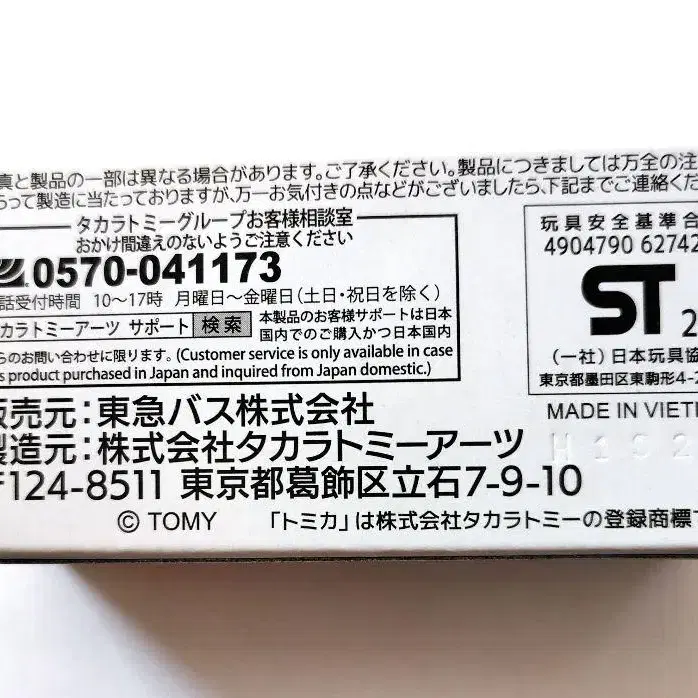 真と製品の一部は異なる場合があります。ご了承ください。製品につきましては万全の注
らって製造に当たっておりますが、万一お気付きの点などがございましたら、下記までご連絡くだ
タカラトミーグループお客様相談室
おかけ間違えのないようご注意ください
0570-041173
話受付時間 10〜17時 月曜日〜金曜日(土日・祝日を除く)
カラトミーアーツ サポート 検索
本製品のお客様サポートは日本
国内でのご購入かつ日本国内
らのお問い合わせに限ります。(Customer service is only available in case
s product purchased in Japan and inquired from Japan domestic.)
玩具安全基準合
4904790 62742
ST 2
(一社)日本玩具協
東京都墨田区東駒形4-2
MADE IN VIET
販売元:東急バス株式会社
製造元:株式会社タカラトミーアーツ
〒124-8511 東京都葛飾区立石7-9-10
© TOMY 「トミカ」は株式会社タカラトミーの登録商標